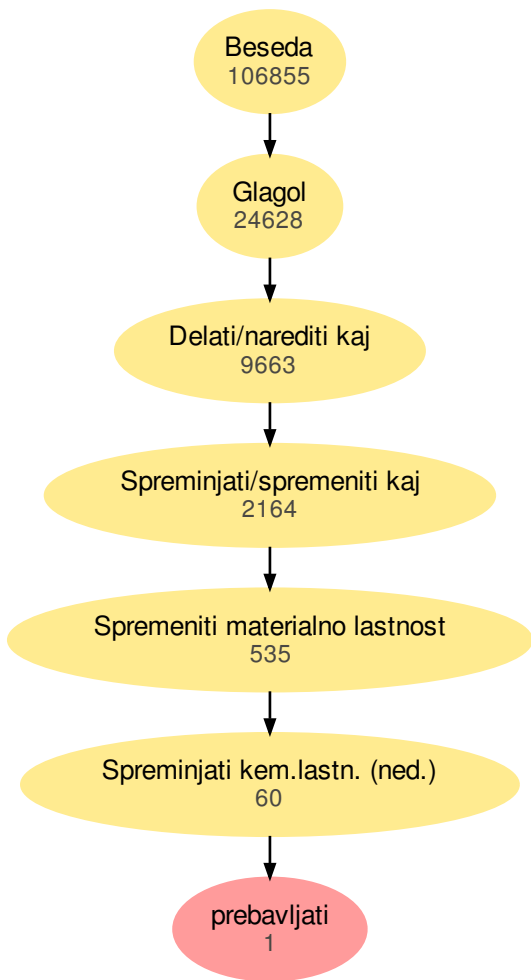 Beseda
106855
Glagol
24628
Delati/narediti kaj
9663
Spreminjati/spremeniti kaj
2164
Spremeniti materialno lastnost
535
Spreminjati kem.lastn. (ned.)
60
prebavljati
1